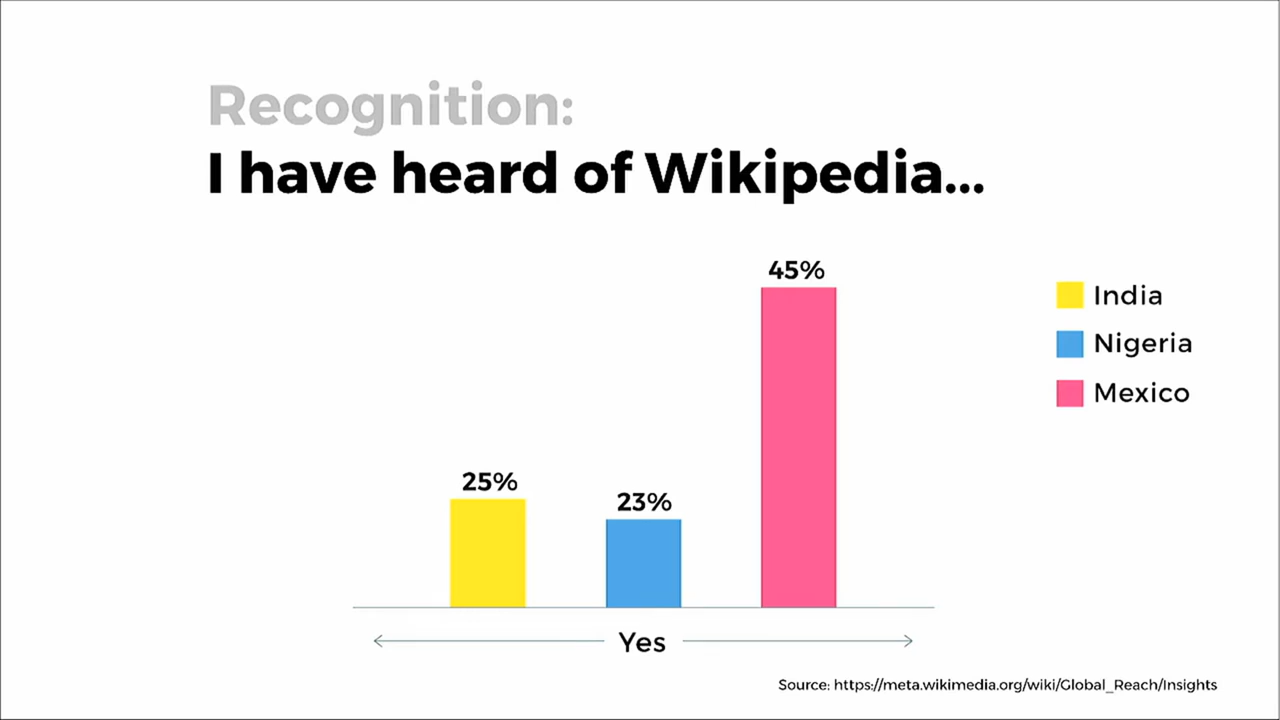 Recognition:
I have heard of Wikipedia...
45%
25%
23%
India
Nigeria
Mexico
Yes
Source: https://meta.wikimedia.org/wiki/Global_Reach/Insights